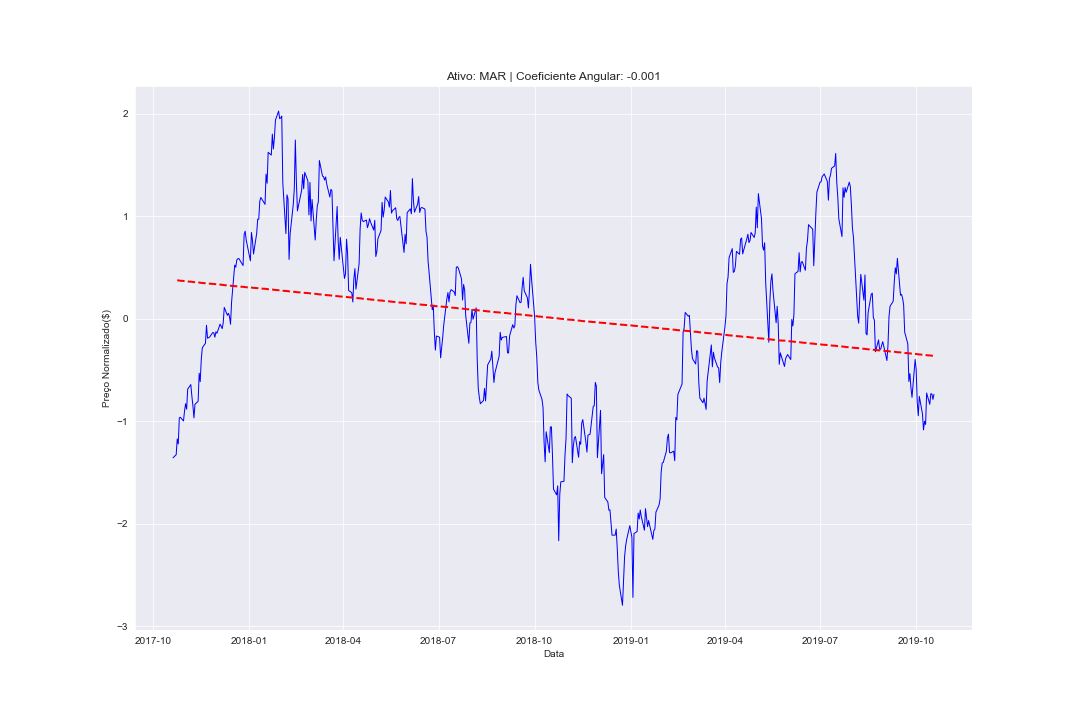 Ativo: MAR | Coeficiente Angular: -0.001
Preço Normalizado($)
2
1
0
−1
−2
−3
2017-10 2018-01 2018-04 2018-07 2018-10 2019-01 2019-04 2019-07 2019-10
Data